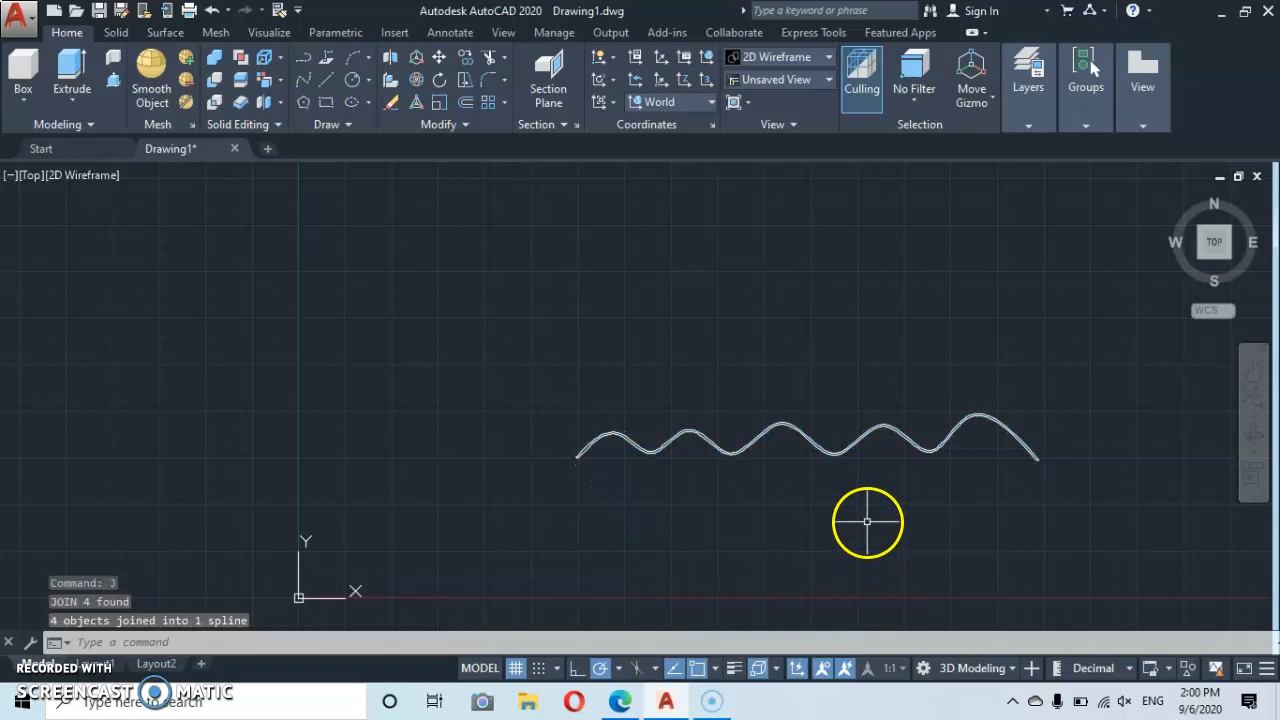 Autodesk AutoCAD 2020 Drawing1.dwg
Type a keyword or phrase
Sign In
Home Solid Surface Mesh Visualize Parametric Insert Annotate View Manage Output Add-ins Collaborate Express Tools Featured Apps
2D Wireframe
Unsaved View
World
Box Extrude Smooth Object Section Plane Culling No Filter Move Gizmo Layers Groups View
Modeling Mesh Solid Editing Draw Modify Section Coordinates View Selection
Start Drawing1*
[−][Top][2D Wireframe]
N
W TOP E
S
WCS
Y
X
Command: J
JOIN 4 found
4 objects joined into 1 spline
Type a command
Layout2
MODEL 1:1 3D Modeling Decimal
RECORDED WITH
SCREENCAST MATIC
Type here to search
ENG
2:00 PM
9/6/2020